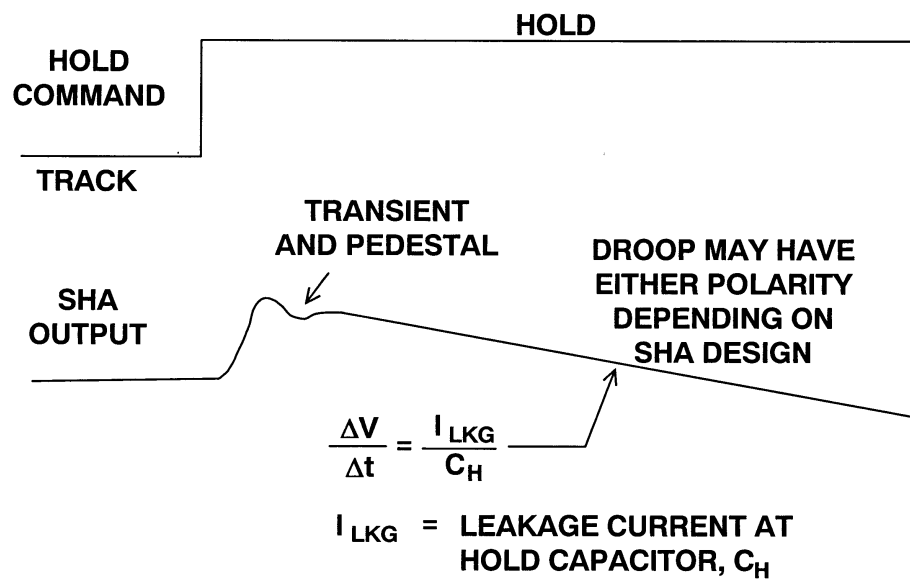 HOLD
HOLD
COMMAND
TRACK
TRANSIENT
AND PEDESTAL
SHA
OUTPUT
DROOP MAY HAVE
EITHER POLARITY
DEPENDING ON
SHA DESIGN
ΔV/Δt = I LKG/C H
I LKG = LEAKAGE CURRENT AT
HOLD CAPACITOR, C H